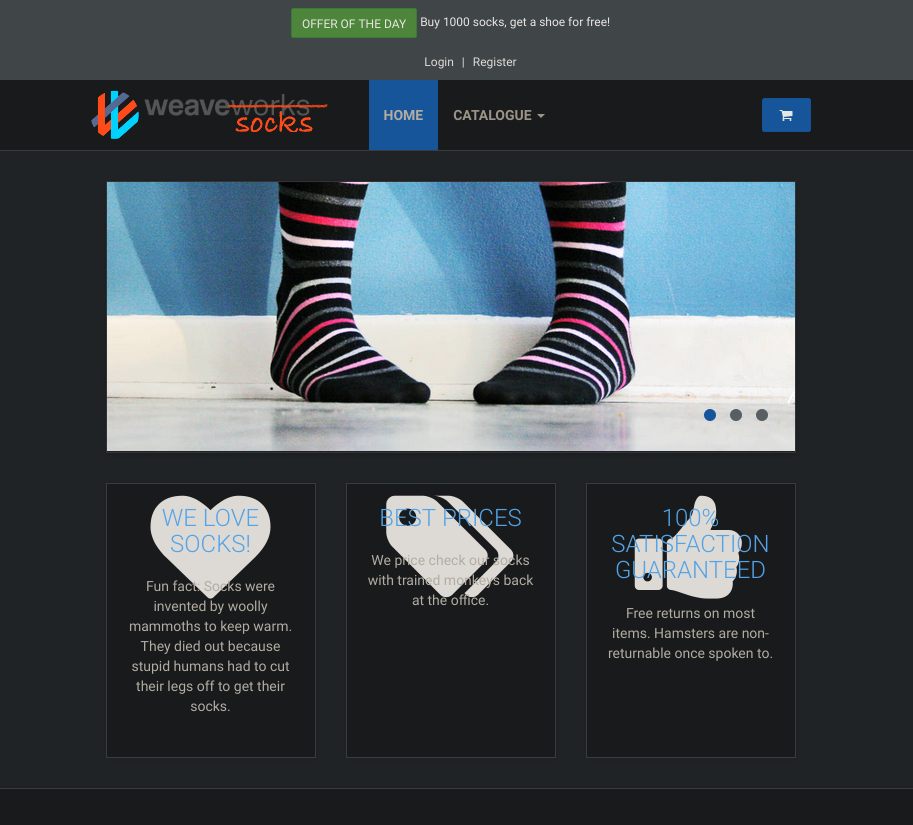 OFFER OF THE DAY Buy 1000 socks, get a shoe for free!
Login | Register
weaveworks
socks
HOME CATALOGUE
WE LOVE
SOCKS!
Fun fact: Socks were
invented by woolly
mammoths to keep warm.
They died out because
stupid humans had to cut
their legs off to get their
socks.
BEST PRICES
We price check our socks
with trained monkeys back
at the office.
100%
SATISFACTION
GUARANTEED
Free returns on most
items. Hamsters are non-
returnable once spoken to.